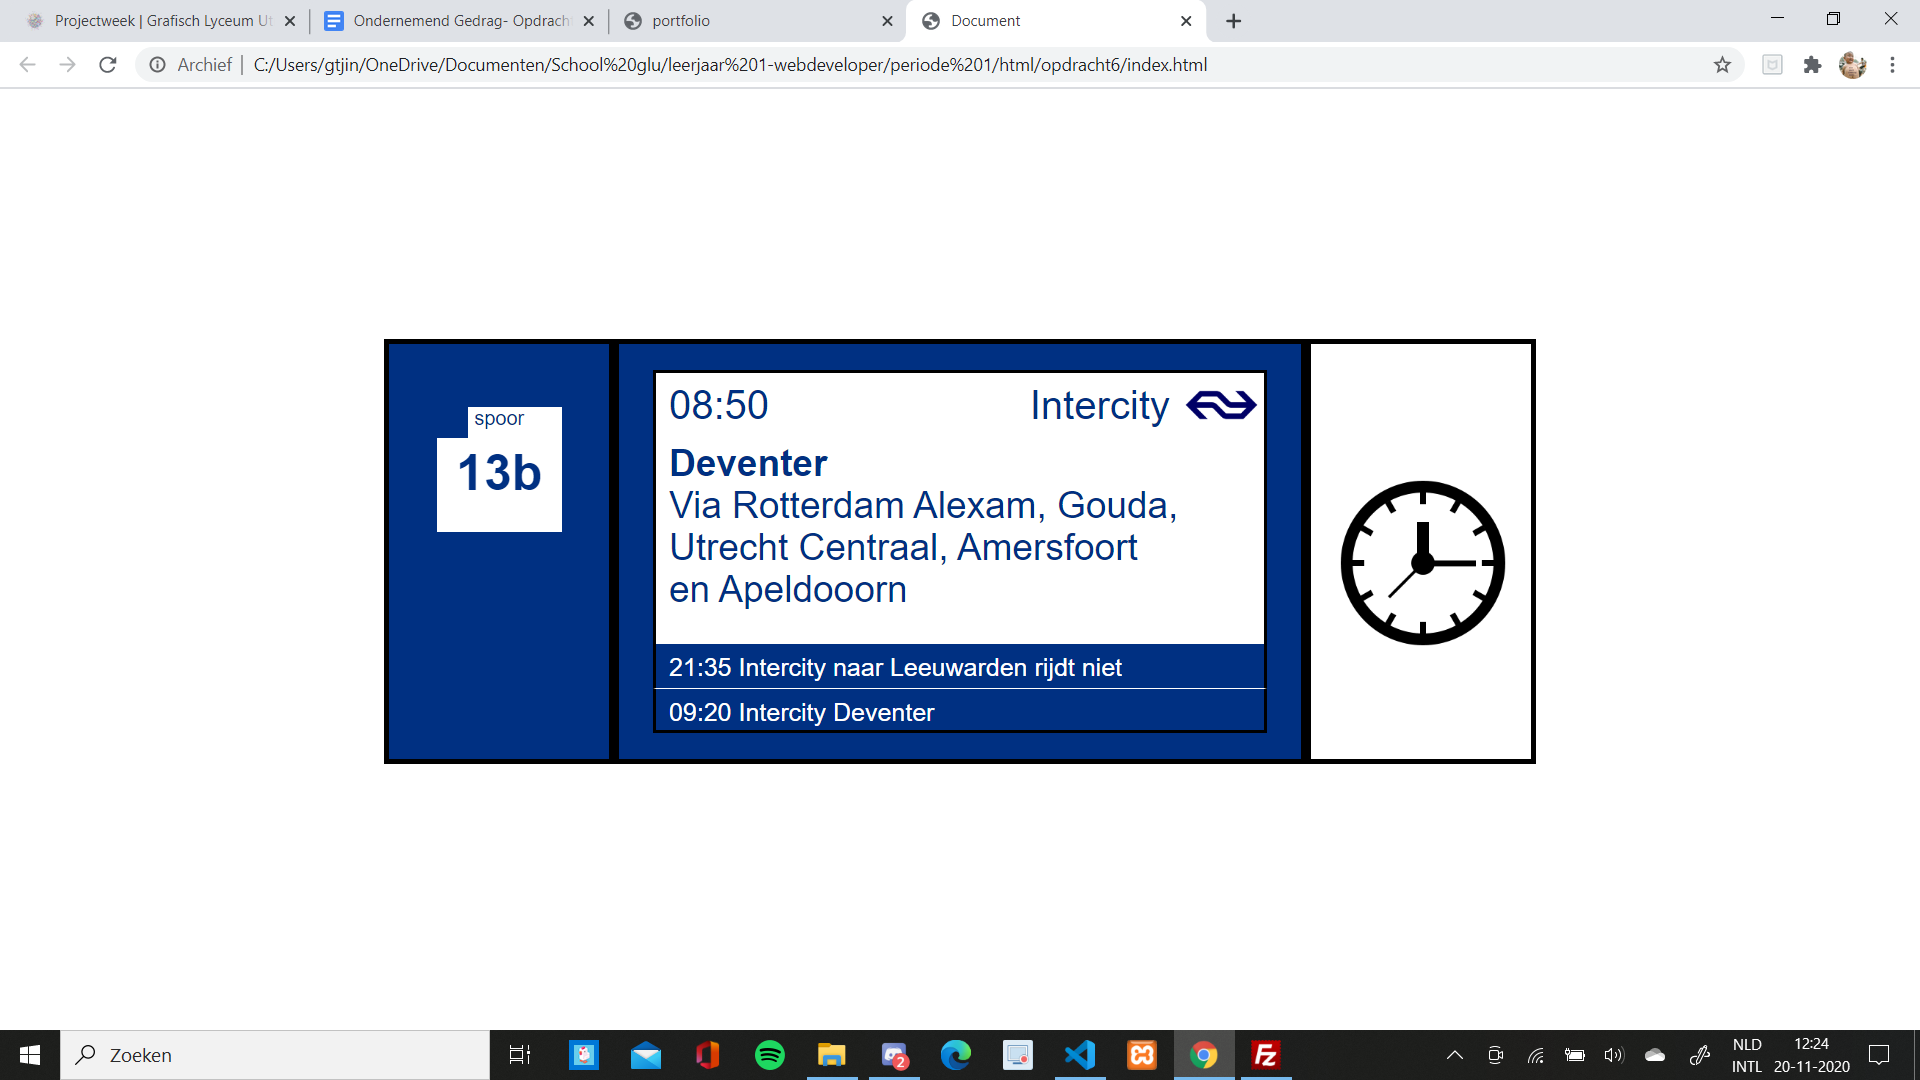 Projectweek | Grafisch Lyceum Ut
Ondernemend Gedrag- Opdracht
portfolio
Document
Archief | C:/Users/gtjin/OneDrive/Documenten/School%20glu/leerjaar%201-webdeveloper/periode%201/html/opdracht6/index.html
spoor
13b
08:50 Intercity
Deventer
Via Rotterdam Alexam, Gouda,
Utrecht Centraal, Amersfoort
en Apeldooorn
21:35 Intercity naar Leeuwarden rijdt niet
09:20 Intercity Deventer
Zoeken
2
NLD
INTL
12:24
20-11-2020